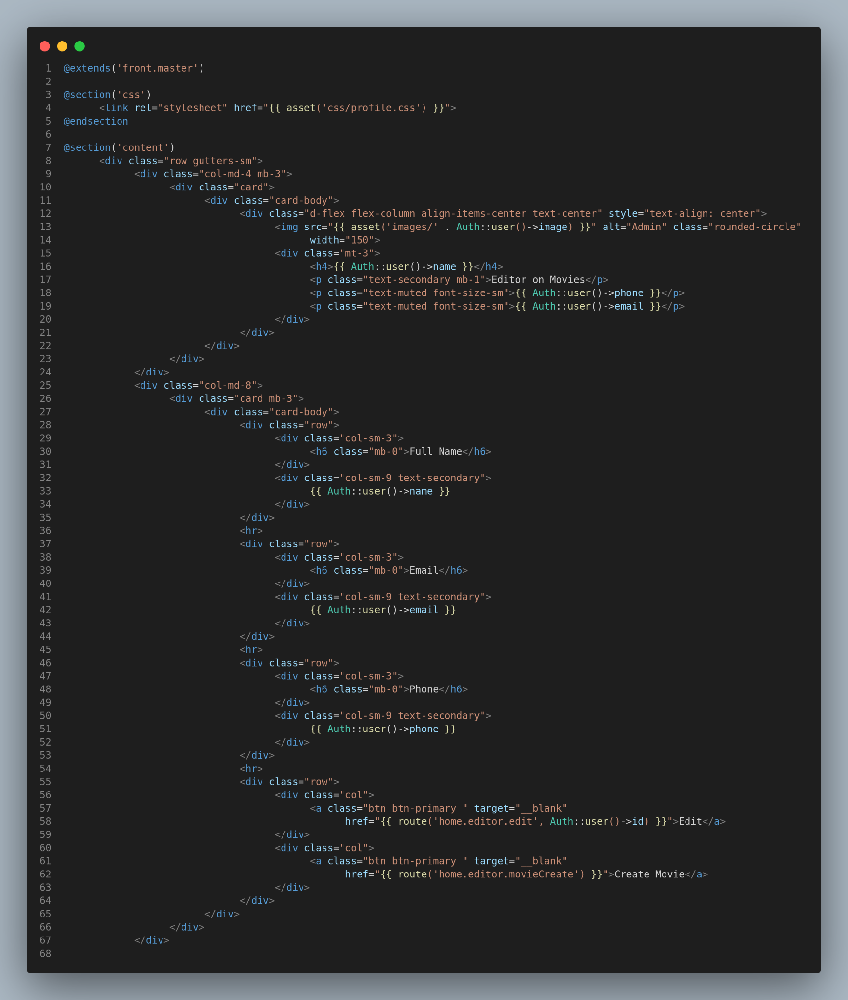 1 @extends('front.master')
2
3 @section('css')
4       <link rel="stylesheet" href="{{ asset('css/profile.css') }}">
5 @endsection
6
7 @section('content')
8       <div class="row gutters-sm">
9             <div class="col-md-4 mb-3">
10                   <div class="card">
11                         <div class="card-body">
12                               <div class="d-flex flex-column align-items-center text-center" style="text-align: center">
13                                     <img src="{{ asset('images/' . Auth::user()->image) }}" alt="Admin" class="rounded-circle"
14                                           width="150">
15                                     <div class="mt-3">
16                                           <h4>{{ Auth::user()->name }}</h4>
17                                           <p class="text-secondary mb-1">Editor on Movies</p>
18                                           <p class="text-muted font-size-sm">{{ Auth::user()->phone }}</p>
19                                           <p class="text-muted font-size-sm">{{ Auth::user()->email }}</p>
20                                     </div>
21                               </div>
22                         </div>
23                   </div>
24             </div>
25             <div class="col-md-8">
26                   <div class="card mb-3">
27                         <div class="card-body">
28                               <div class="row">
29                                     <div class="col-sm-3">
30                                           <h6 class="mb-0">Full Name</h6>
31                                     </div>
32                                     <div class="col-sm-9 text-secondary">
33                                           {{ Auth::user()->name }}
34                                     </div>
35                               </div>
36                               <hr>
37                               <div class="row">
38                                     <div class="col-sm-3">
39                                           <h6 class="mb-0">Email</h6>
40                                     </div>
41                                     <div class="col-sm-9 text-secondary">
42                                           {{ Auth::user()->email }}
43                                     </div>
44                               </div>
45                               <hr>
46                               <div class="row">
47                                     <div class="col-sm-3">
48                                           <h6 class="mb-0">Phone</h6>
49                                     </div>
50                                     <div class="col-sm-9 text-secondary">
51                                           {{ Auth::user()->phone }}
52                                     </div>
53                               </div>
54                               <hr>
55                               <div class="row">
56                                     <div class="col">
57                                           <a class="btn btn-primary " target="__blank"
58                                                 href="{{ route('home.editor.edit', Auth::user()->id) }}">Edit</a>
59                                     </div>
60                                     <div class="col">
61                                           <a class="btn btn-primary " target="__blank"
62                                                 href="{{ route('home.editor.movieCreate') }}">Create Movie</a>
63                                     </div>
64                               </div>
65                         </div>
66                   </div>
67             </div>
68